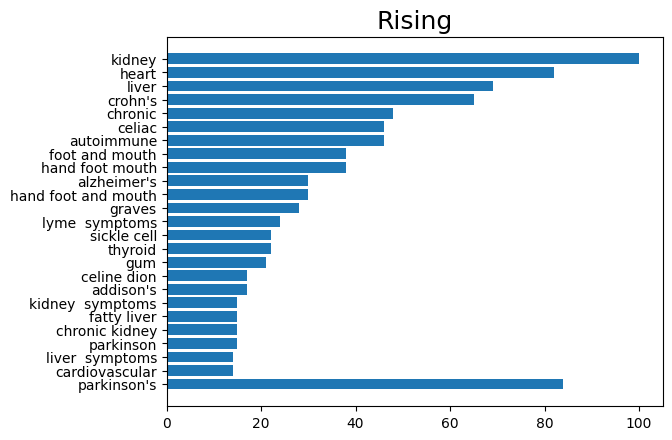 Rising
kidney
heart
liver
crohn's
chronic
celiac
autoimmune
foot and mouth
hand foot mouth
alzheimer's
hand foot and mouth
graves
lyme  symptoms
sickle cell
thyroid
gum
celine dion
addison's
kidney  symptoms
fatty liver
chronic kidney
parkinson
liver  symptoms
cardiovascular
parkinson's
0 20 40 60 80 100